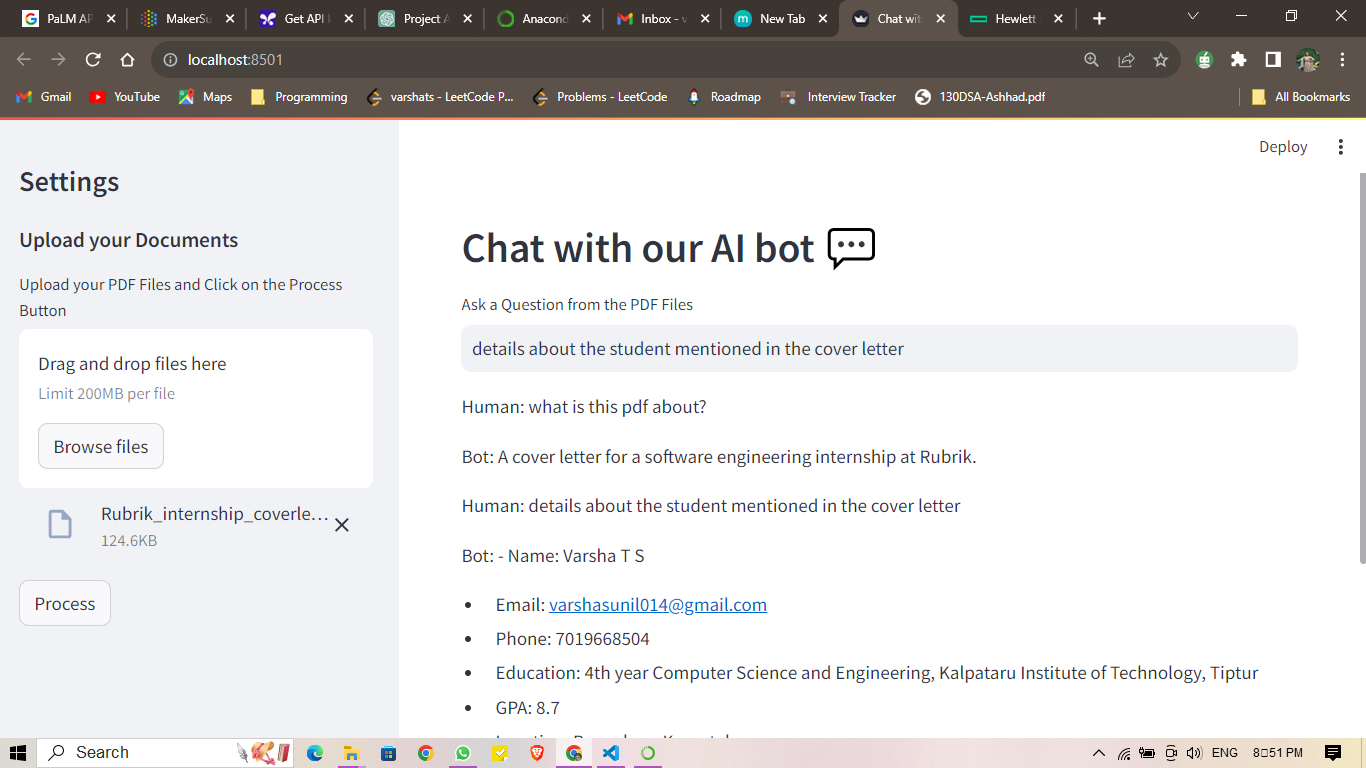 PaLM AP
MakerSu
Get API
Project A
Anacond
Inbox - v
New Tab
Chat wit
Hewlett
localhost:8501
Gmail
YouTube
Maps
Programming
varshats - LeetCode P...
Problems - LeetCode
Roadmap
Interview Tracker
130DSA-Ashhad.pdf
All Bookmarks
Deploy
Settings
Upload your Documents
Upload your PDF Files and Click on the Process
Button
Drag and drop files here
Limit 200MB per file
Browse files
Rubrik_internship_coverle...
124.6KB
Process
Chat with our AI bot
Ask a Question from the PDF Files
details about the student mentioned in the cover letter
Human: what is this pdf about?
Bot: A cover letter for a software engineering internship at Rubrik.
Human: details about the student mentioned in the cover letter
Bot: - Name: Varsha T S
• Email: varshasunil014@gmail.com
• Phone: 7019668504
• Education: 4th year Computer Science and Engineering, Kalpataru Institute of Technology, Tiptur
• GPA: 8.7
Search
ENG
8:51 PM